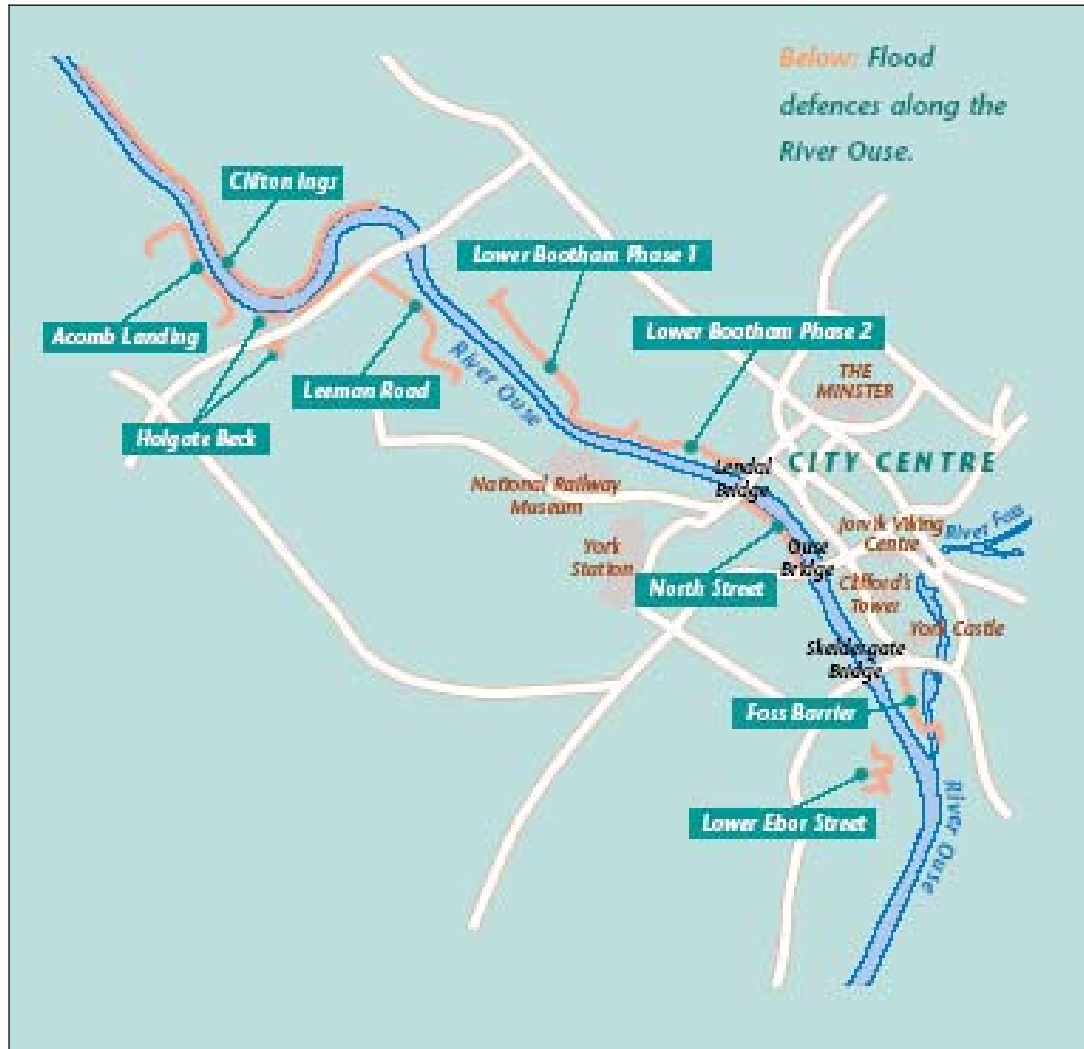 Below: Flood
defences along the
River Ouse.
Clifton Ings
Lower Bootham Phase 1
Acomb Landing
Lower Bootham Phase 2
THE
MINSTER
Leeman Road
River Ouse
Holgate Beck
Lendal
Bridge
CITY CENTRE
National Railway
Museum
Jorvik Viking
Centre
River Foss
York
Station
Ouse
Bridge
North Street
Clifford's
Tower
York Castle
Skeldergate
Bridge
Foss Barrier
Lower Ebor Street
River Ouse